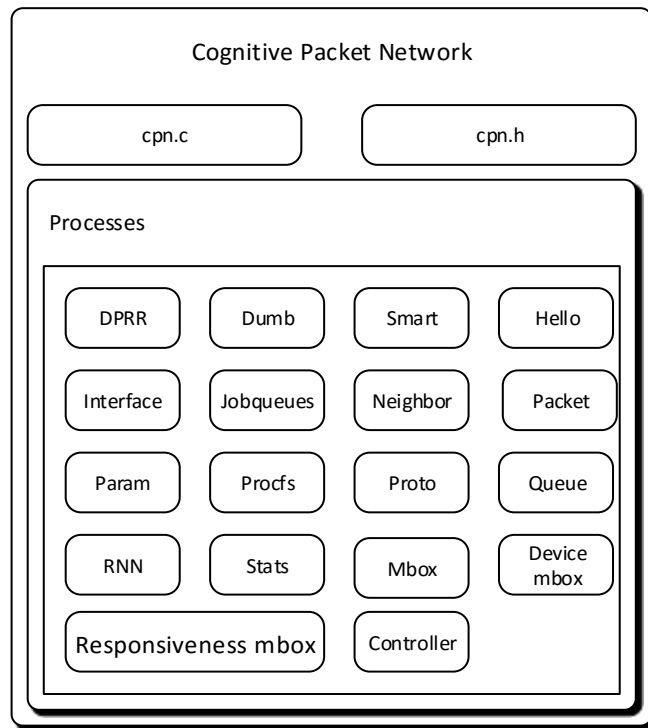 Cognitive Packet Network
cpn.c
cpn.h
Processes
DPRR
Dumb
Smart
Hello
Interface
Jobqueues
Neighbor
Packet
Param
Procfs
Proto
Queue
RNN
Stats
Mbox
Device
mbox
Responsiveness mbox
Controller